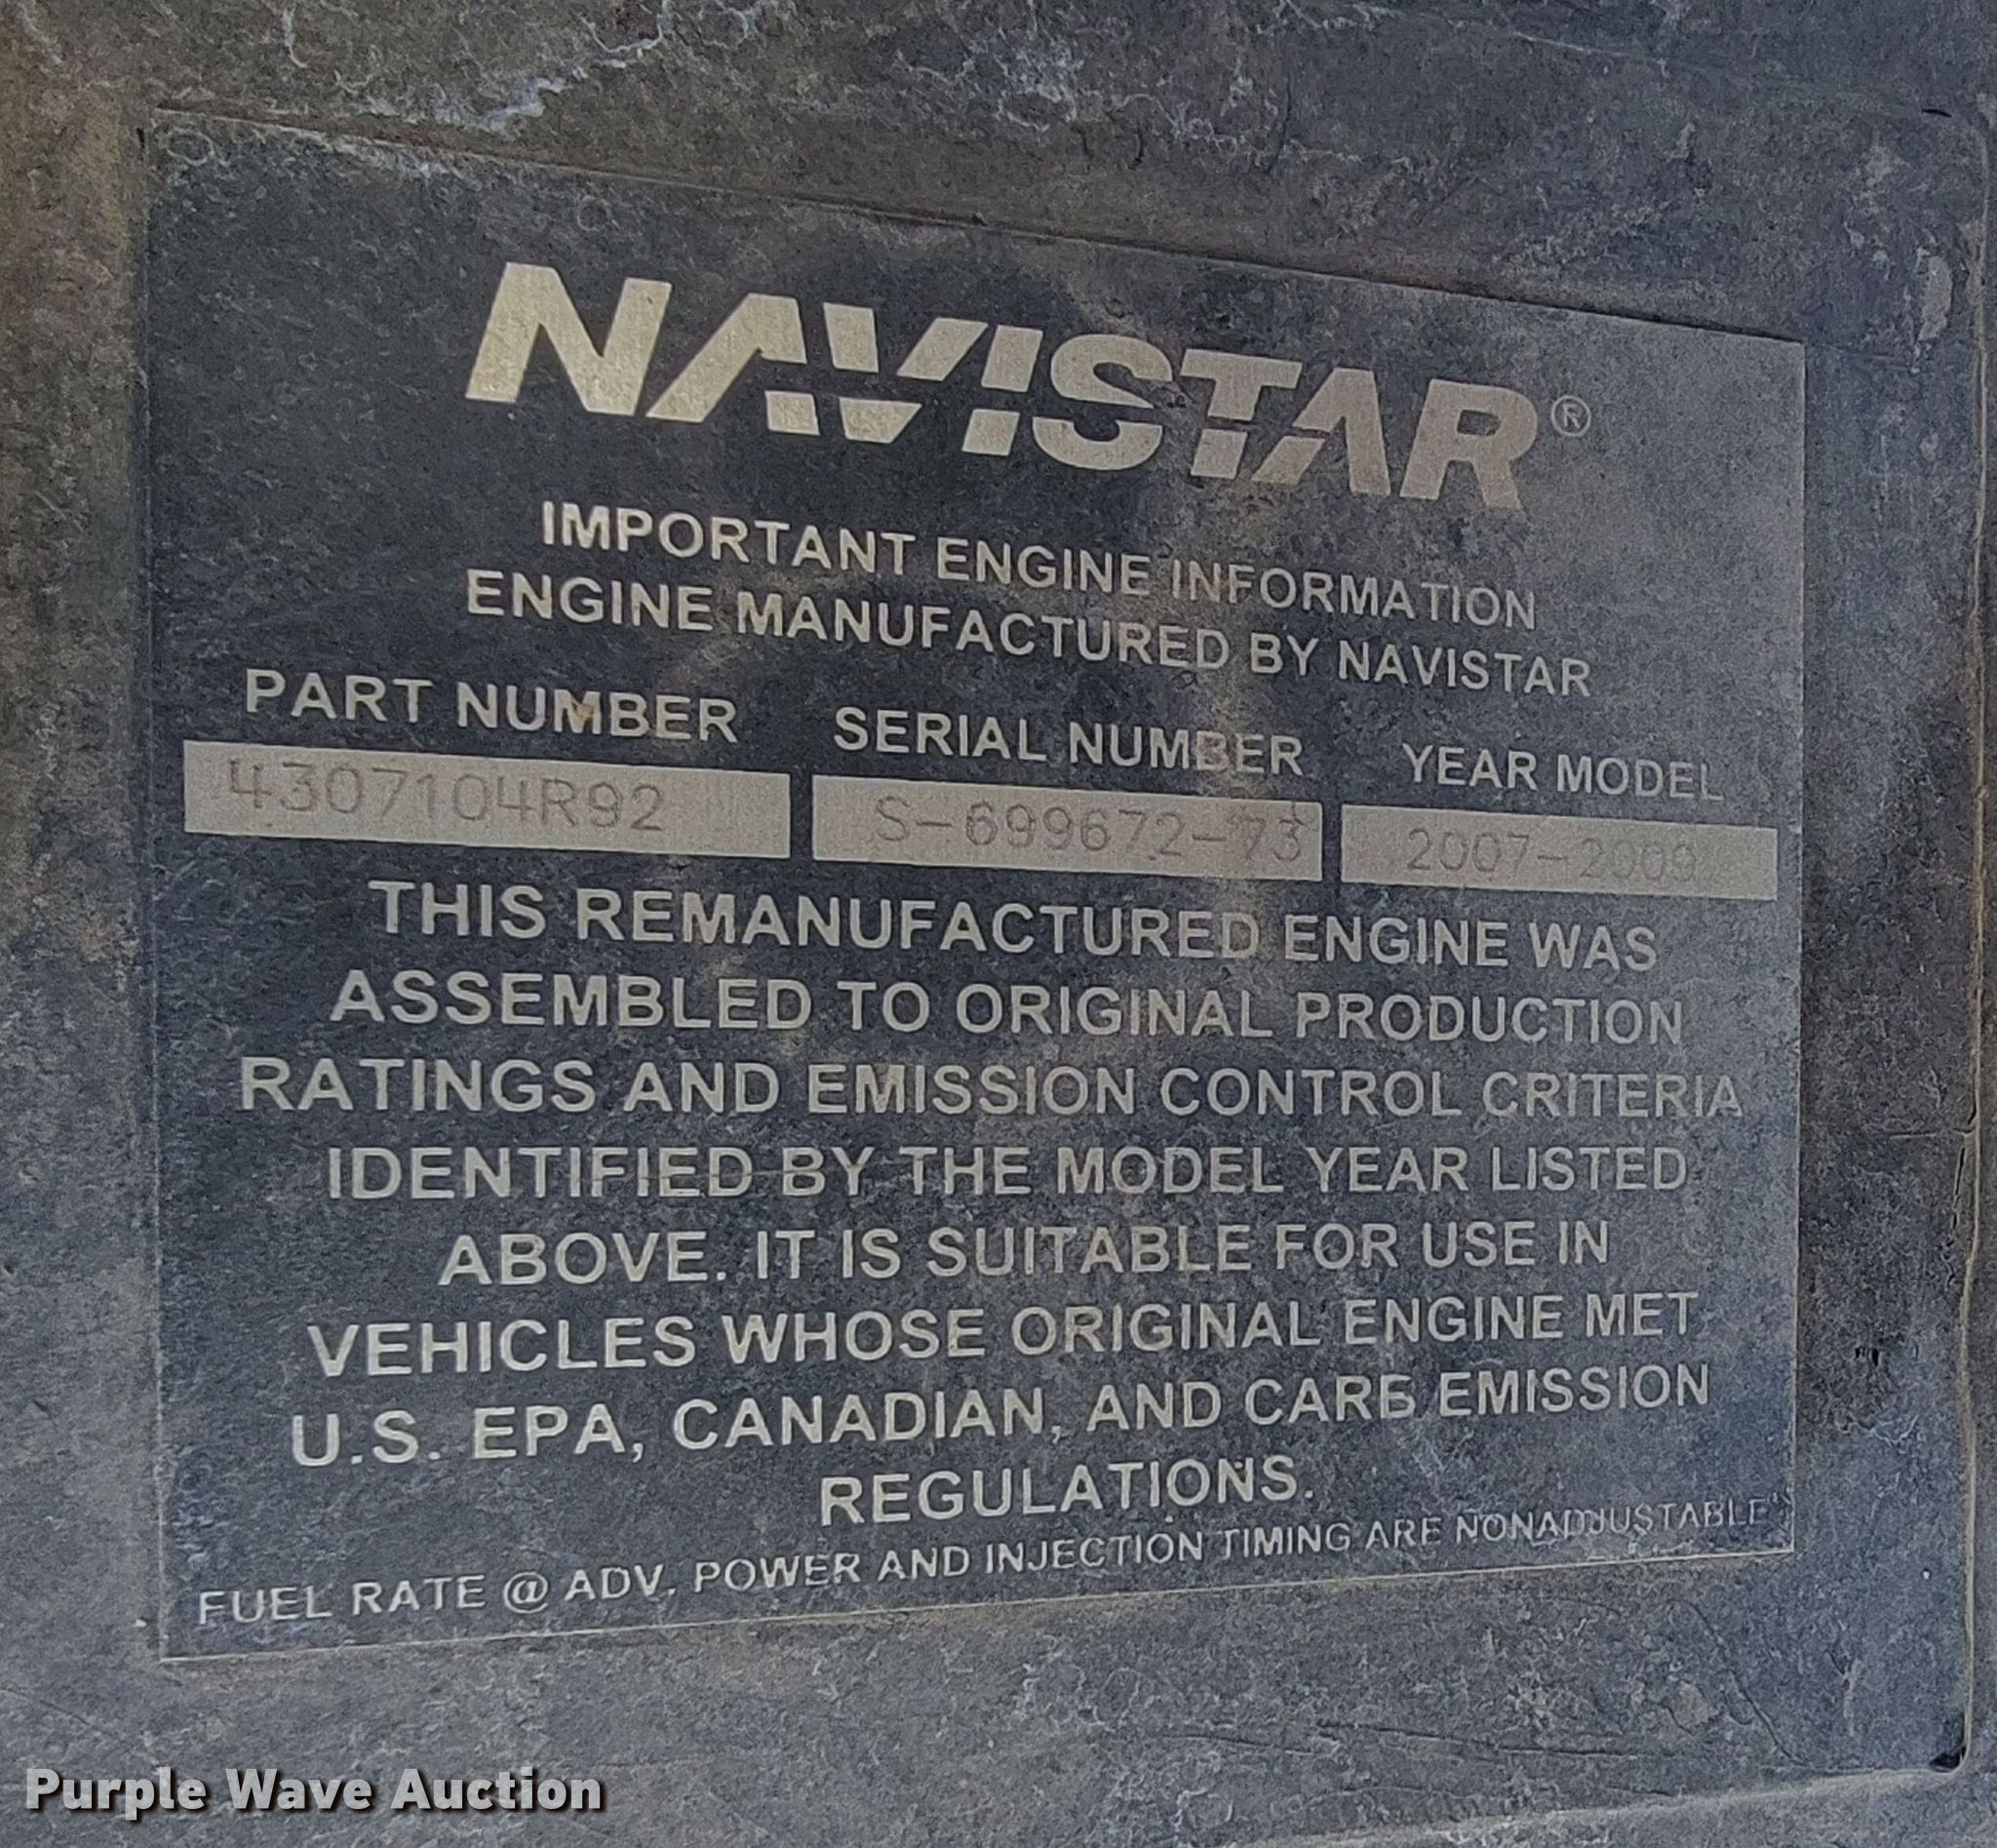 NAVISTAR®
IMPORTANT ENGINE INFORMATION
ENGINE MANUFACTURED BY NAVISTAR
PART NUMBER SERIAL NUMBER YEAR MODEL
4307104R92 S-699672-73 2007-2009
THIS REMANUFACTURED ENGINE WAS
ASSEMBLED TO ORIGINAL PRODUCTION
RATINGS AND EMISSION CONTROL CRITERIA
IDENTIFIED BY THE MODEL YEAR LISTED
ABOVE. IT IS SUITABLE FOR USE IN
VEHICLES WHOSE ORIGINAL ENGINE MET
U.S. EPA, CANADIAN, AND CARB EMISSION
REGULATIONS.
FUEL RATE @ ADV. POWER AND INJECTION TIMING ARE NONADJUSTABLE
Purple Wave Auction